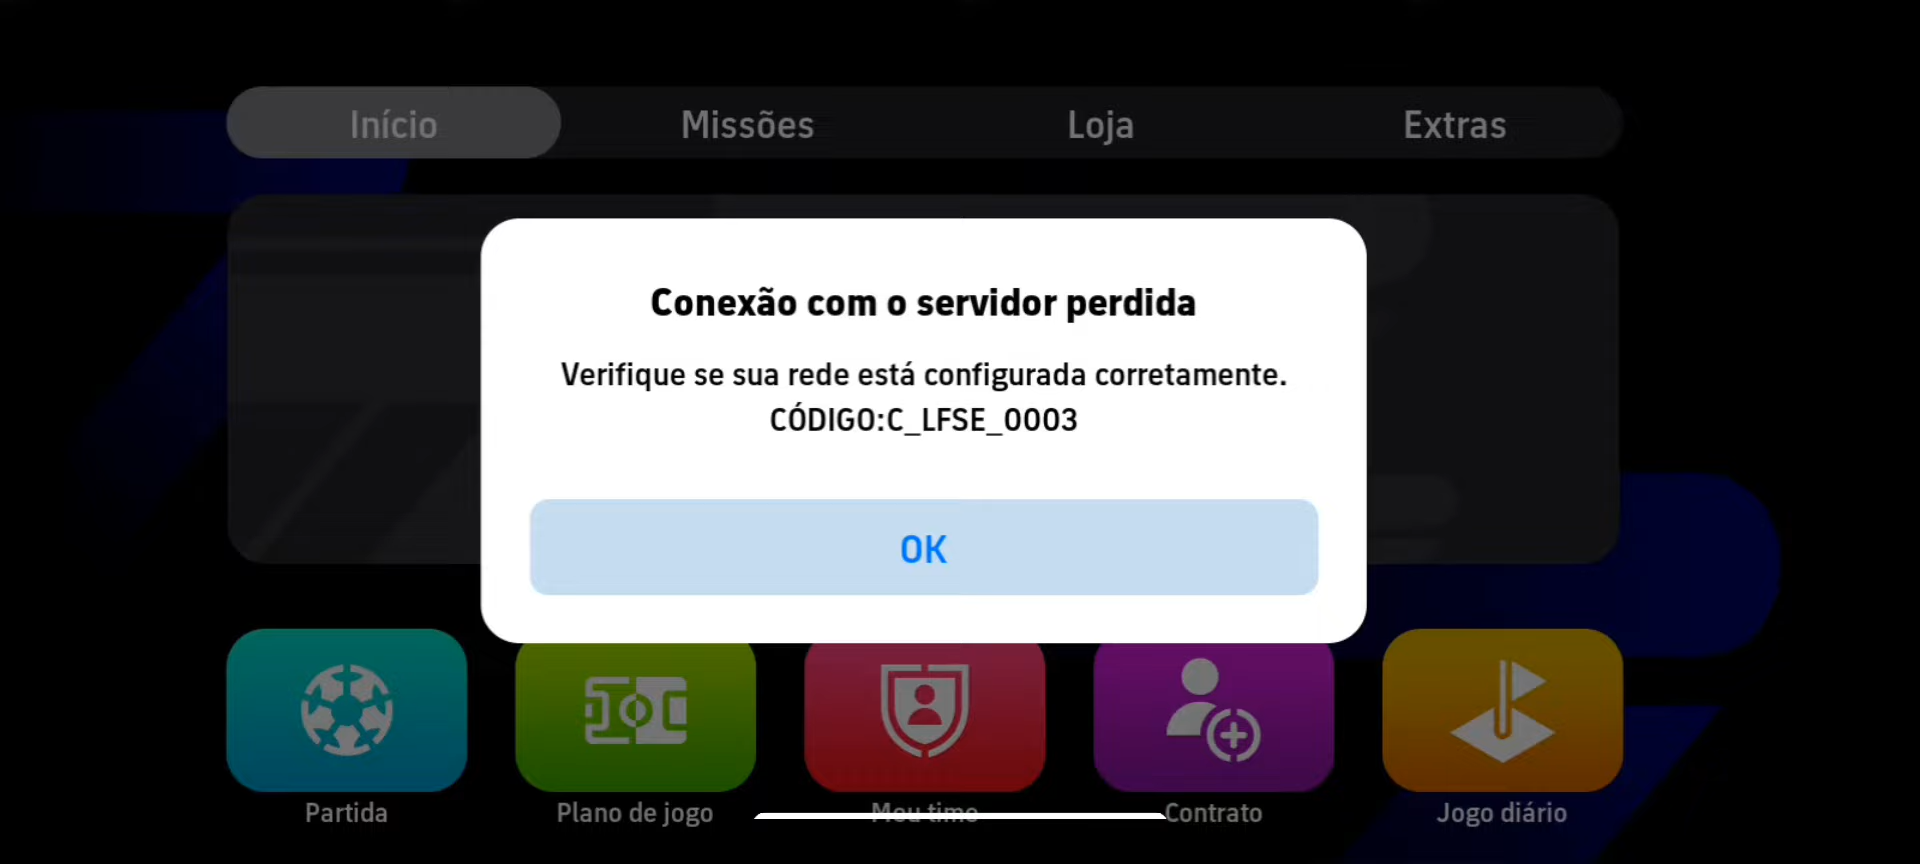 Início Missões Loja Extras
Conexão com o servidor perdida
Verifique se sua rede está configurada corretamente.
CÓDIGO:C_LFSE_0003
OK
Partida Plano de jogo Meu time Contrato Jogo diário